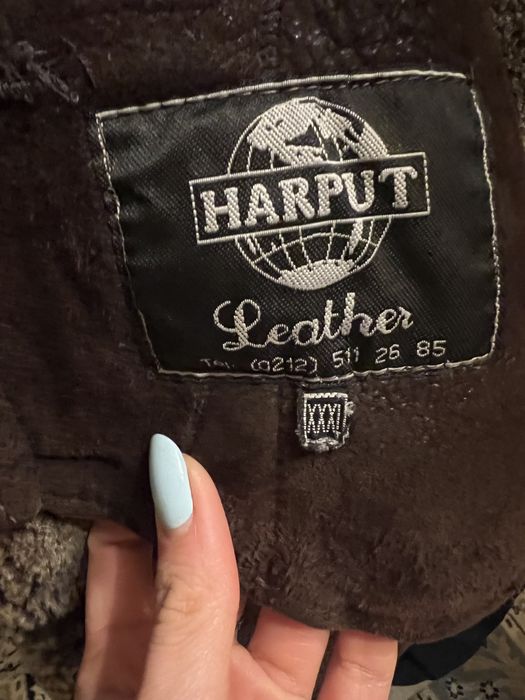 HARPUT
Leather
Tel: (0212) 511 26 85
XXXL